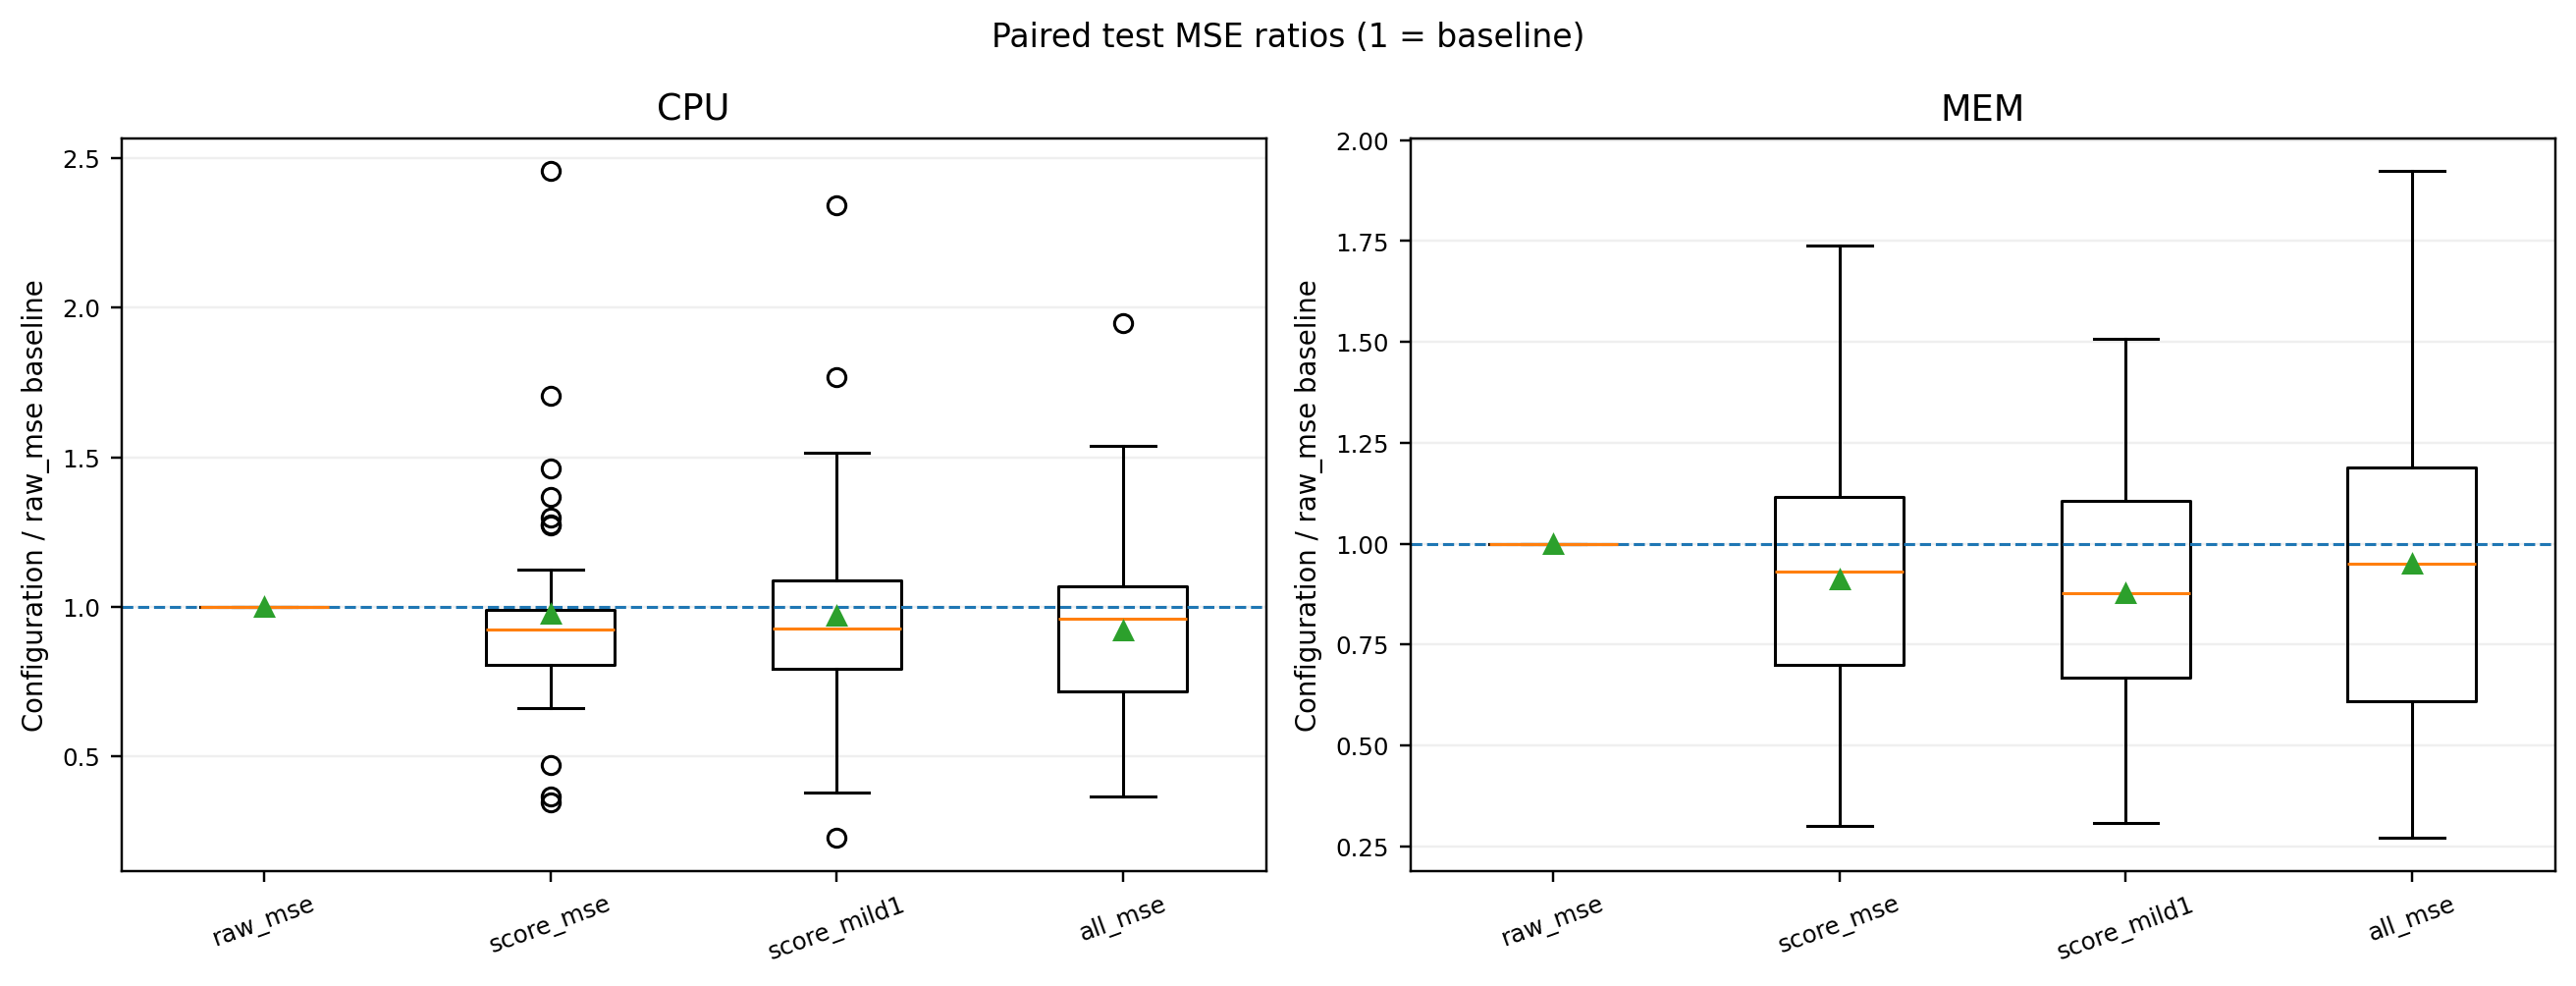 Paired test MSE ratios (1 = baseline)
CPU
Configuration / raw_mse baseline
2.5
2.0
1.5
1.0
0.5
raw_mse
score_mse
score_mild1
all_mse
MEM
Configuration / raw_mse baseline
2.00
1.75
1.50
1.25
1.00
0.75
0.50
0.25
raw_mse
score_mse
score_mild1
all_mse